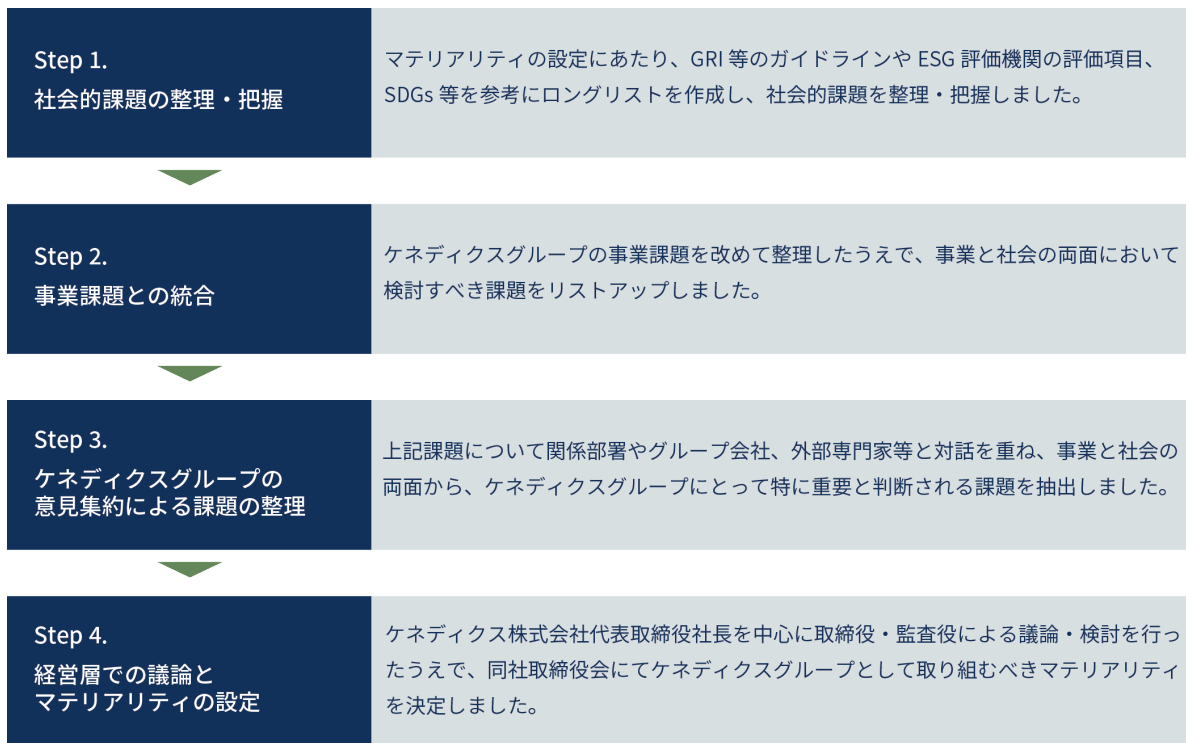 Step 1.
社会的課題の整理・把握
マテリアリティの設定にあたり、GRI 等のガイドラインや ESG 評価機関の評価項目、
SDGs 等を参考にロングリストを作成し、社会的課題を整理・把握しました。
Step 2.
事業課題との統合
ケネディクスグループの事業課題を改めて整理したうえで、事業と社会の両面において
検討すべき課題をリストアップしました。
Step 3.
ケネディクスグループの
意見集約による課題の整理
上記課題について関係部署やグループ会社、外部専門家等と対話を重ね、事業と社会の
両面から、ケネディクスグループにとって特に重要と判断される課題を抽出しました。
Step 4.
経営層での議論と
マテリアリティの設定
ケネディクス株式会社代表取締役社長を中心に取締役・監査役による議論・検討を行っ
たうえで、同社取締役会にてケネディクスグループとして取り組むべきマテリアリティ
を決定しました。